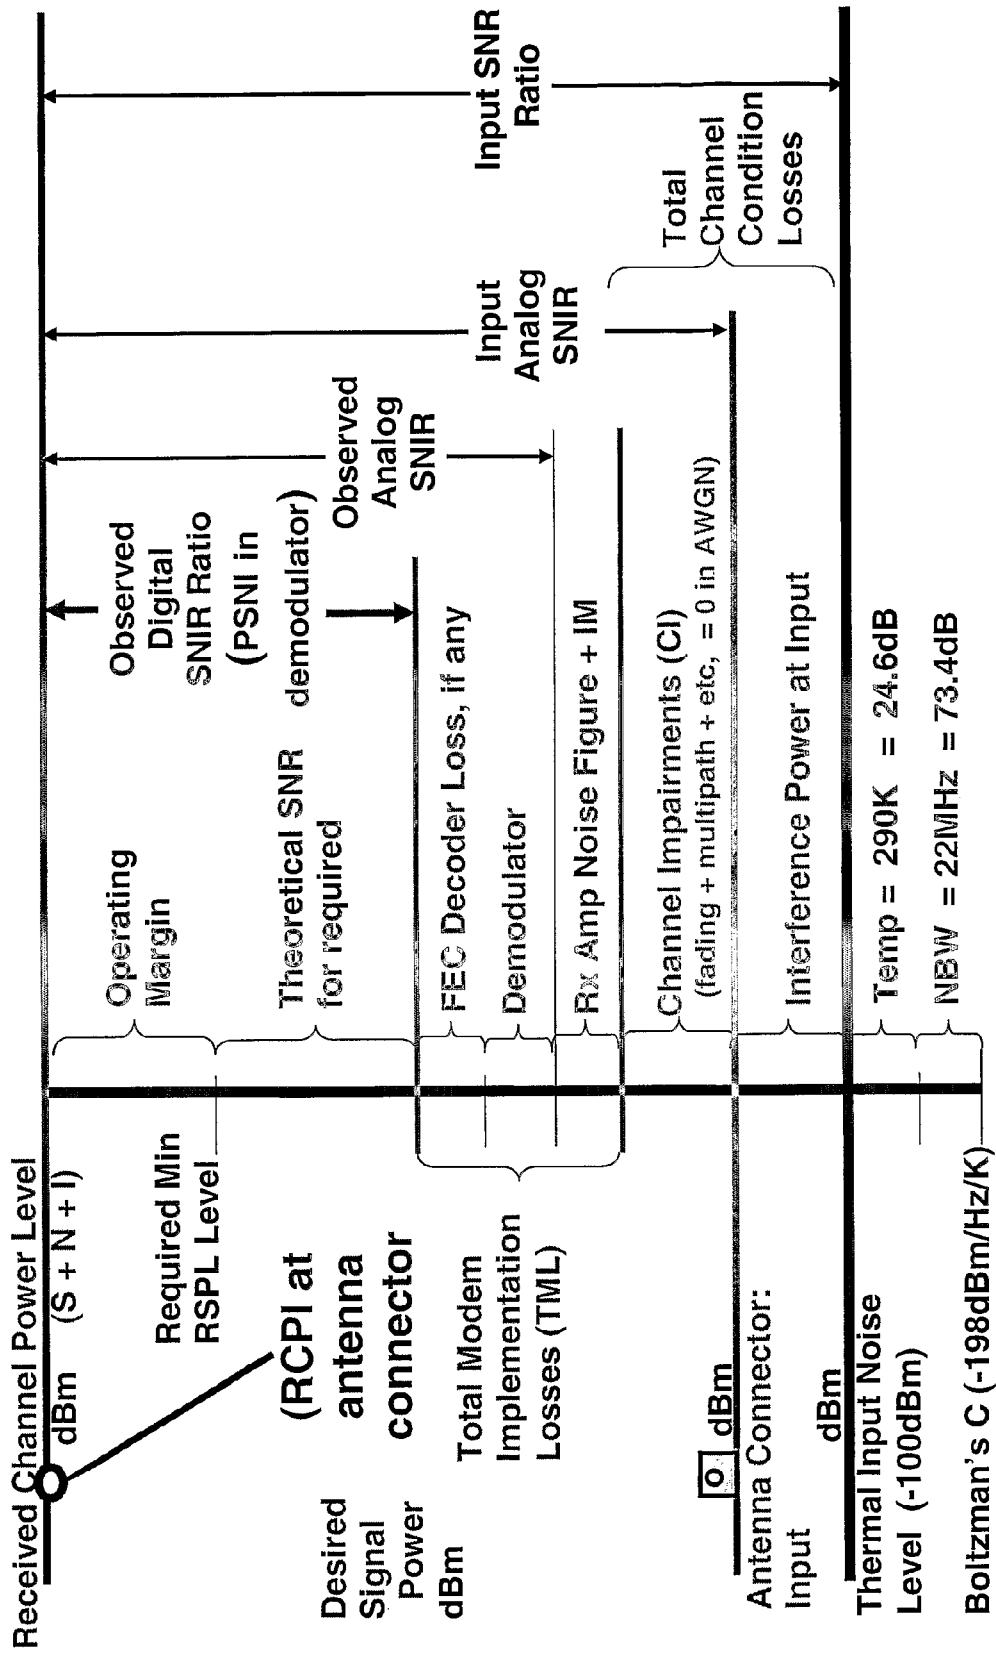 Received Channel Power Level
dBm (S + N + I)
Required Min
RSPL Level
(RCPI at
antenna
connector
Desired
Signal
Power
dBm
Total Modem
Implementation
Losses (TML)
dBm
Antenna Connector:
Input
dBm
Thermal Input Noise
Level (-100dBm)
Boltzman's C (-198dBm/Hz/K)
Operating
Margin
Theoretical SNR
for required
FEC Decoder Loss, if any
Demodulator
Rx Amp Noise Figure + IM
Channel Impairments (CI)
(fading + multipath + etc, = 0 in AWGN)
Interference Power at Input
Temp = 290K = 24.6dB
NBW = 22MHz = 73.4dB
Observed
Digital
SNIR Ratio
(PSNI in
demodulator)
Observed
Analog
SNIR
Input
Analog
SNIR
Total
Channel
Condition
Losses
Input SNR
Ratio